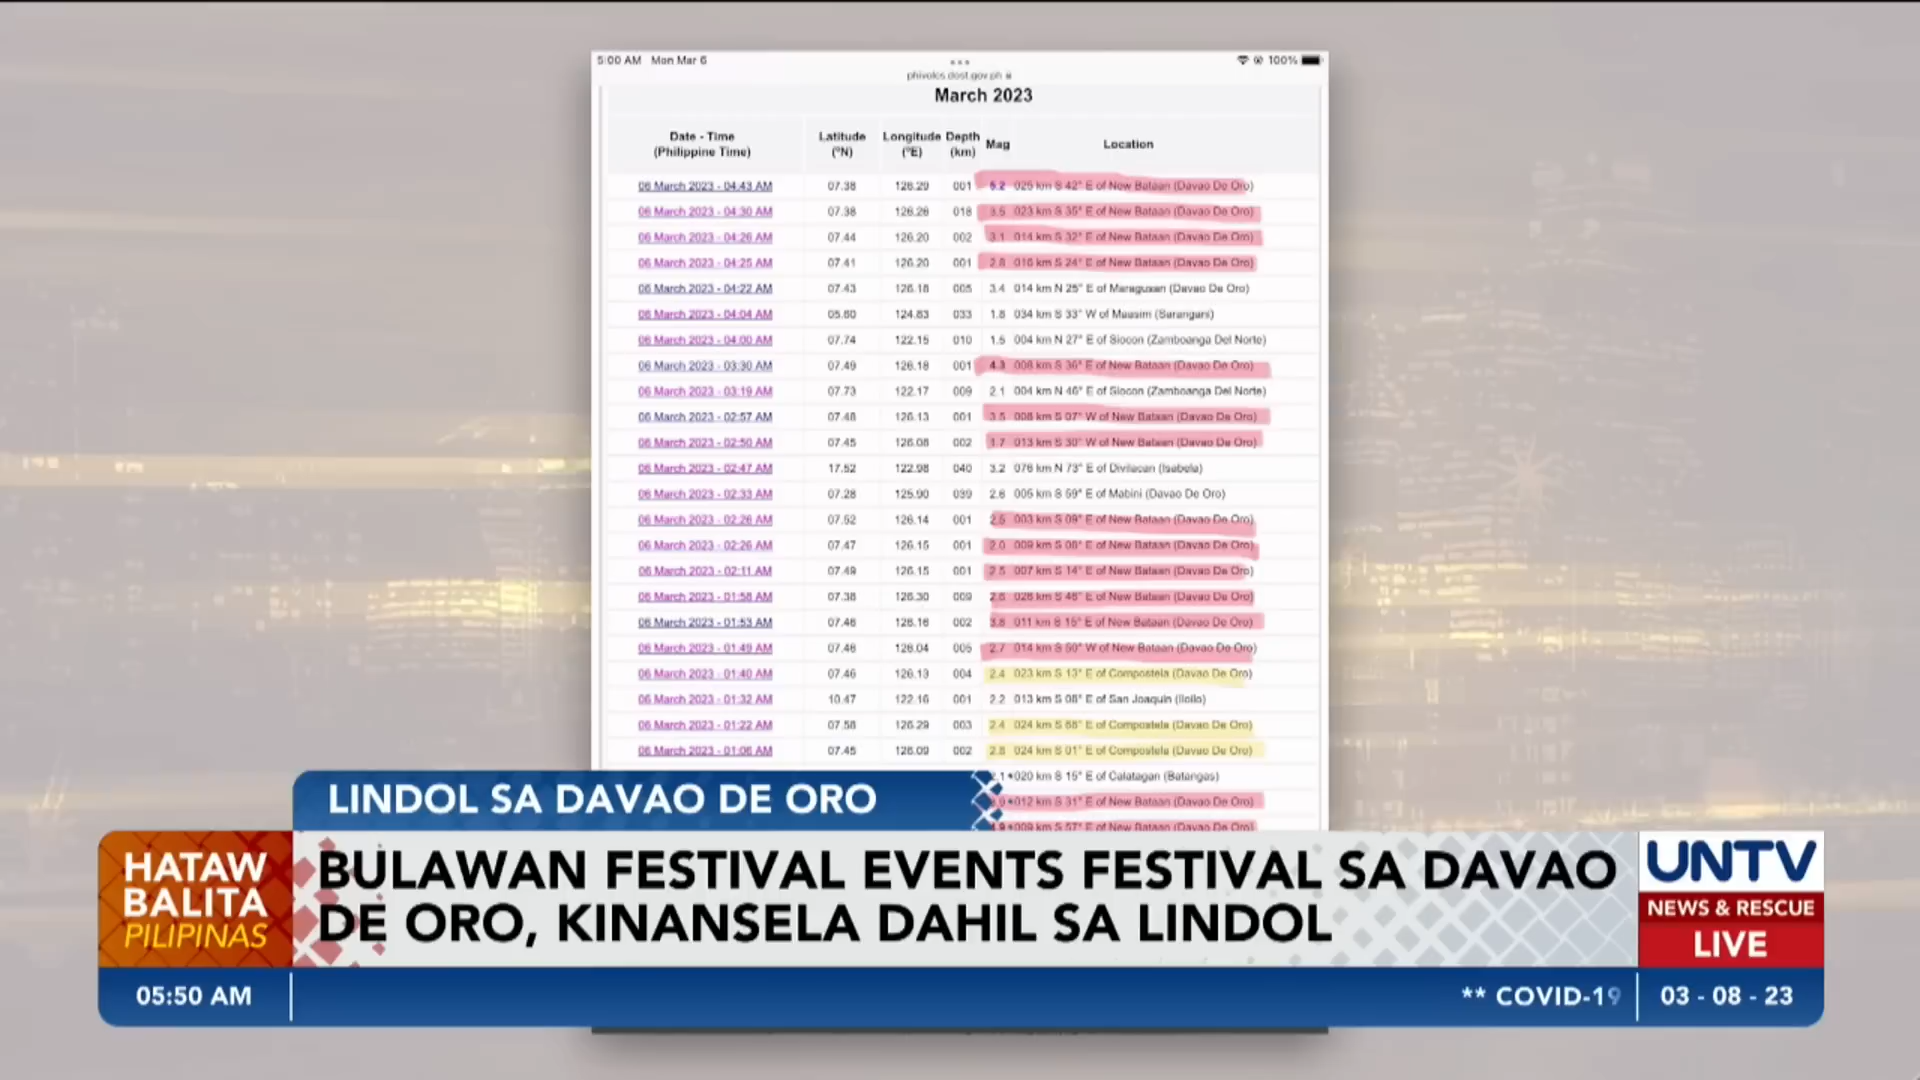 5:00 AM Mon Mar 6
100%
phivolcs.dost.gov.ph
March 2023
Date - Time (Philippine Time) Latitude (ºN) Longitude (ºE) Depth (km) Mag Location
06 March 2023 - 04:43 AM 07.38 126.29 001 5.2 025 km S 42° E of New Bataan (Davao De Oro)
06 March 2023 - 04:30 AM 07.38 126.26 018 3.5 023 km S 35° E of New Bataan (Davao De Oro)
06 March 2023 - 04:26 AM 07.44 126.20 002 3.1 014 km S 32° E of New Bataan (Davao De Oro)
06 March 2023 - 04:25 AM 07.41 126.20 001 2.8 016 km S 24° E of New Bataan (Davao De Oro)
06 March 2023 - 04:22 AM 07.43 126.18 005 3.4 014 km N 25° E of Maragusan (Davao De Oro)
06 March 2023 - 04:04 AM 05.60 124.83 033 1.8 034 km S 33° W of Maasim (Sarangani)
06 March 2023 - 04:00 AM 07.74 122.15 010 1.5 004 km N 27° E of Siocon (Zamboanga Del Norte)
06 March 2023 - 03:30 AM 07.49 126.18 001 4.3 008 km S 36° E of New Bataan (Davao De Oro)
06 March 2023 - 03:19 AM 07.73 122.17 009 2.1 004 km N 46° E of Siocon (Zamboanga Del Norte)
06 March 2023 - 02:57 AM 07.48 126.13 001 3.5 008 km S 07° W of New Bataan (Davao De Oro)
06 March 2023 - 02:50 AM 07.45 126.08 002 1.7 013 km S 30° W of New Bataan (Davao De Oro)
06 March 2023 - 02:47 AM 17.52 122.98 040 3.2 076 km N 73° E of Divilacan (Isabela)
06 March 2023 - 02:33 AM 07.28 125.90 039 2.6 005 km S 69° E of Mabini (Davao De Oro)
06 March 2023 - 02:26 AM 07.52 126.14 001 2.5 003 km S 09° E of New Bataan (Davao De Oro)
06 March 2023 - 02:26 AM 07.47 126.15 001 2.0 009 km S 08° E of New Bataan (Davao De Oro)
06 March 2023 - 02:11 AM 07.49 126.15 001 2.5 007 km S 14° E of New Bataan (Davao De Oro)
06 March 2023 - 01:58 AM 07.38 126.30 009 2.6 026 km S 46° E of New Bataan (Davao De Oro)
06 March 2023 - 01:53 AM 07.46 126.16 002 3.8 011 km S 15° E of New Bataan (Davao De Oro)
06 March 2023 - 01:49 AM 07.48 126.04 005 2.7 014 km S 50° W of New Bataan (Davao De Oro)
06 March 2023 - 01:40 AM 07.46 126.13 004 2.4 023 km S 13° E of Compostela (Davao De Oro)
06 March 2023 - 01:32 AM 10.47 122.16 001 2.2 013 km S 08° E of San Joaquin (Iloilo)
06 March 2023 - 01:22 AM 07.58 126.29 003 2.4 024 km S 68° E of Compostela (Davao De Oro)
06 March 2023 - 01:06 AM 07.45 126.09 002 2.8 024 km S 01° E of Compostela (Davao De Oro)
020 km S 15° E of Calatagan (Batangas)
012 km S 31° E of New Bataan (Davao De Oro)
009 km S 57° E of New Bataan (Davao De Oro)
LINDOL SA DAVAO DE ORO
HATAW BALITA PILIPINAS
BULAWAN FESTIVAL EVENTS FESTIVAL SA DAVAO
DE ORO, KINANSELA DAHIL SA LINDOL
UNTV
NEWS & RESCUE
LIVE
05:50 AM
** COVID-19
03 - 08 - 23